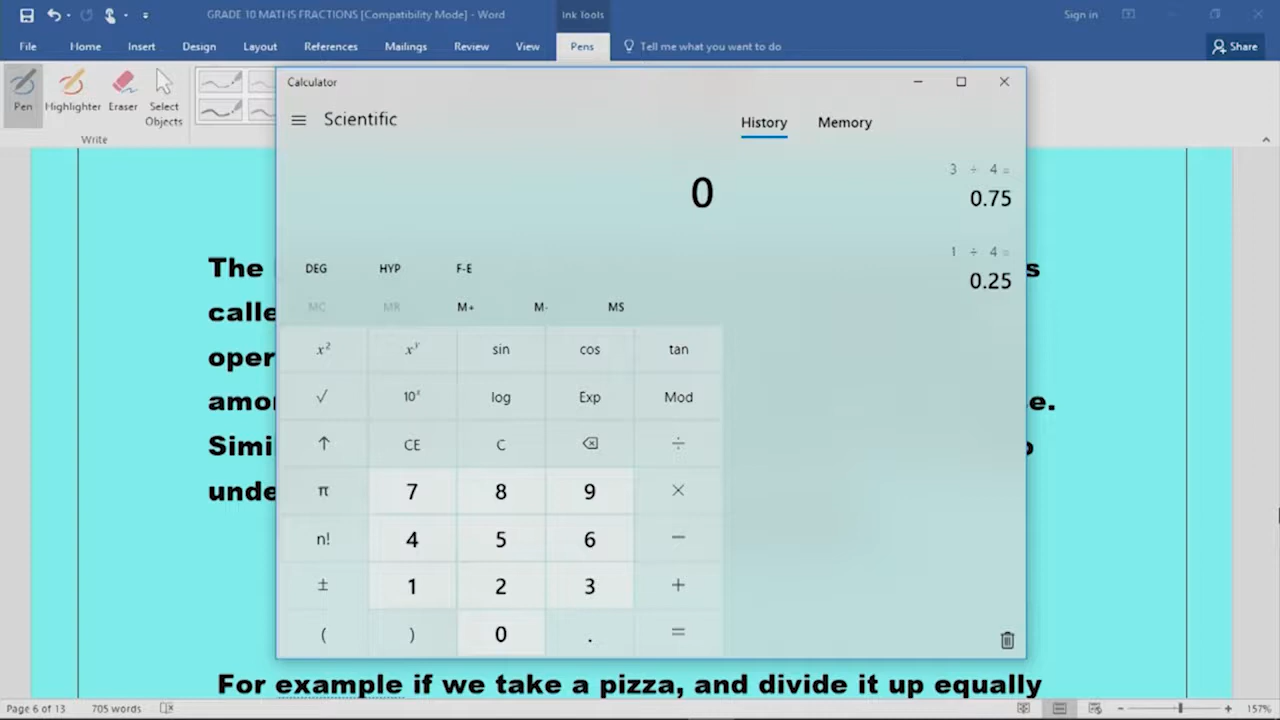 GRADE 10 MATHS FRACTIONS [Compatibility Mode] - Word
Ink Tools
Sign in
File Home Insert Design Layout References Mailings Review View Pens Tell me what you want to do Share
Pen Highlighter Eraser Select Objects
Write
Calculator
Scientific
History Memory
3 ÷ 4 =
0.75
0
1 ÷ 4 =
0.25
DEG HYP F-E
MC MR M+ M- MS
x² xʸ sin cos tan
√ 10ˣ log Exp Mod
↑ CE C ⌫ ÷
π 7 8 9 ×
n! 4 5 6 −
± 1 2 3 +
( ) 0 . =
The
calle
oper
amo
e.
Simi
unde
For example if we take a pizza, and divide it up equally
Page 6 of 13 705 words 157%